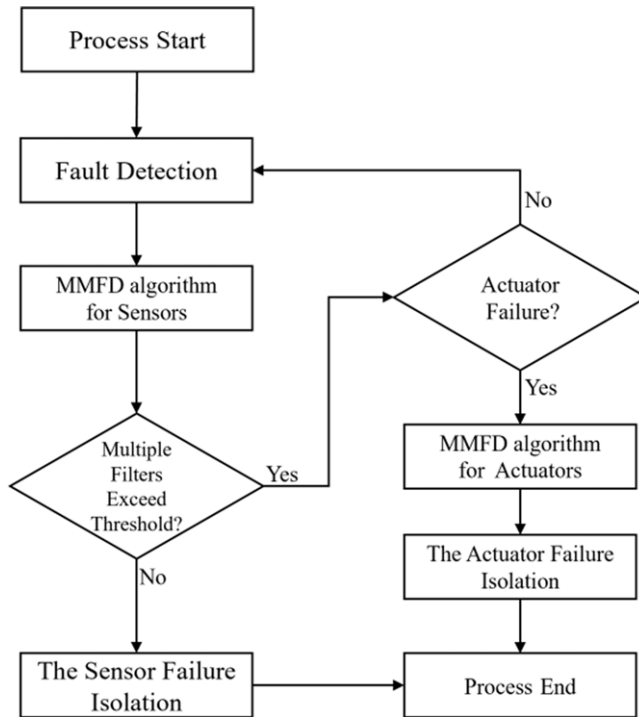 Process Start
Fault Detection
MMFD algorithm
for Sensors
Multiple
Filters
Exceed
Threshold?
Yes
No
The Sensor Failure
Isolation
No
Actuator
Failure?
Yes
MMFD algorithm
for Actuators
The Actuator Failure
Isolation
Process End